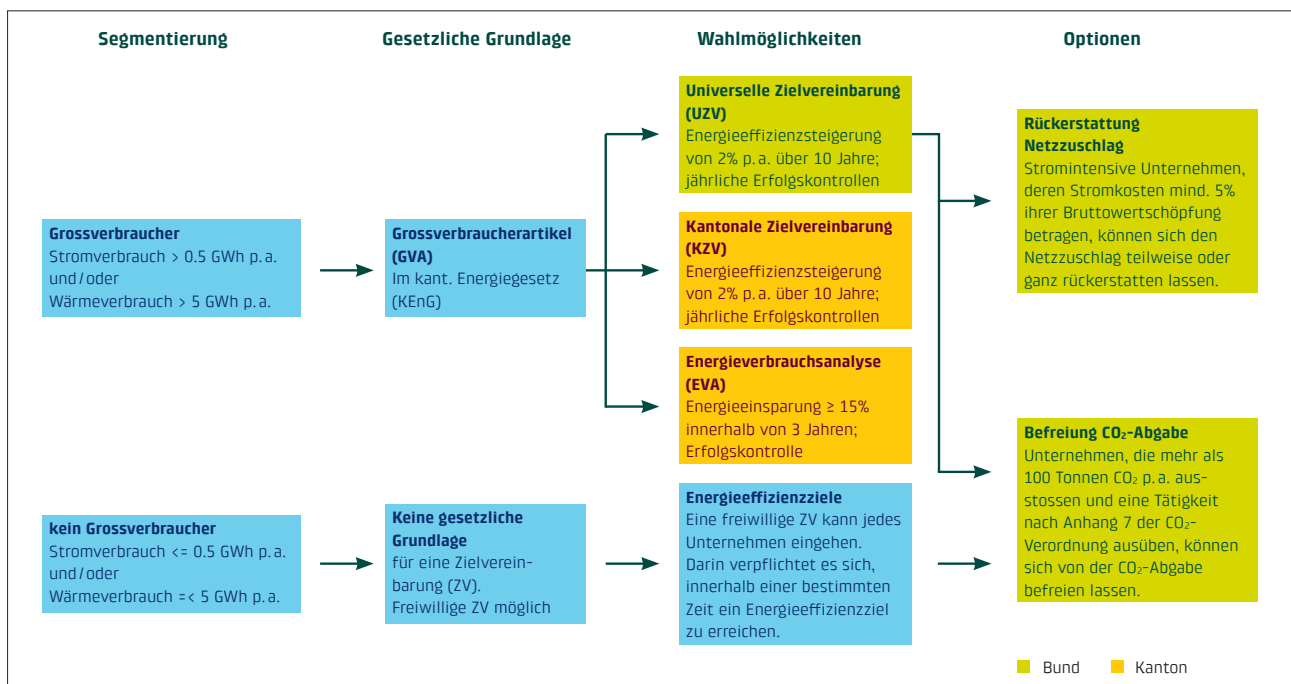 Segmentierung
Gesetzliche Grundlage
Wahlmöglichkeiten
Optionen
Grossverbraucher
Stromverbrauch > 0.5 GWh p. a.
und/oder
Wärmeverbrauch > 5 GWh p. a.
Grossverbraucherartikel
(GVA)
Im kant. Energiegesetz
(KEnG)
Universelle Zielvereinbarung
(UZV)
Energieeffizienzsteigerung
von 2% p. a. über 10 Jahre;
jährliche Erfolgskontrollen
Kantonale Zielvereinbarung
(KZV)
Energieeffizienzsteigerung
von 2% p. a. über 10 Jahre;
jährliche Erfolgskontrollen
Energieverbrauchsanalyse
(EVA)
Energieeinsparung ≥ 15%
innerhalb von 3 Jahren;
Erfolgskontrolle
Rückerstattung
Netzzuschlag
Stromintensive Unternehmen,
deren Stromkosten mind. 5%
ihrer Bruttowertschöpfung
betragen, können sich den
Netzzuschlag teilweise oder
ganz rückerstatten lassen.
kein Grossverbraucher
Stromverbrauch <= 0.5 GWh p. a.
und/oder
Wärmeverbrauch =< 5 GWh p. a.
Keine gesetzliche
Grundlage
für eine Zielverein-
barung (ZV).
Freiwillige ZV möglich
Energieeffizienzziele
Eine freiwillige ZV kann jedes
Unternehmen eingehen.
Darin verpflichtet es sich,
innerhalb einer bestimmten
Zeit ein Energieeffizienzziel
zu erreichen.
Befreiung CO₂-Abgabe
Unternehmen, die mehr als
100 Tonnen CO₂ p. a. aus-
stossen und eine Tätigkeit
nach Anhang 7 der CO₂-
Verordnung ausüben, können
sich von der CO₂-Abgabe
befreien lassen.
Bund
Kanton